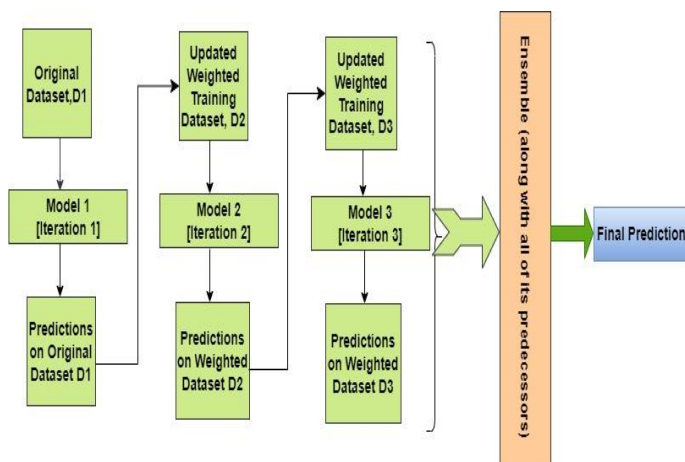 Original
Dataset,D1
Model 1
[Iteration 1]
Predictions
on Original
Dataset D1
Updated
Weighted
Training
Dataset, D2
Model 2
[Iteration 2]
Predictions
on Weighted
Dataset D2
Updated
Weighted
Training
Dataset, D3
Model 3
[Iteration 3]
Predictions
on Weighted
Dataset D3
Ensemble (along with all of its predecessors)
Final Prediction